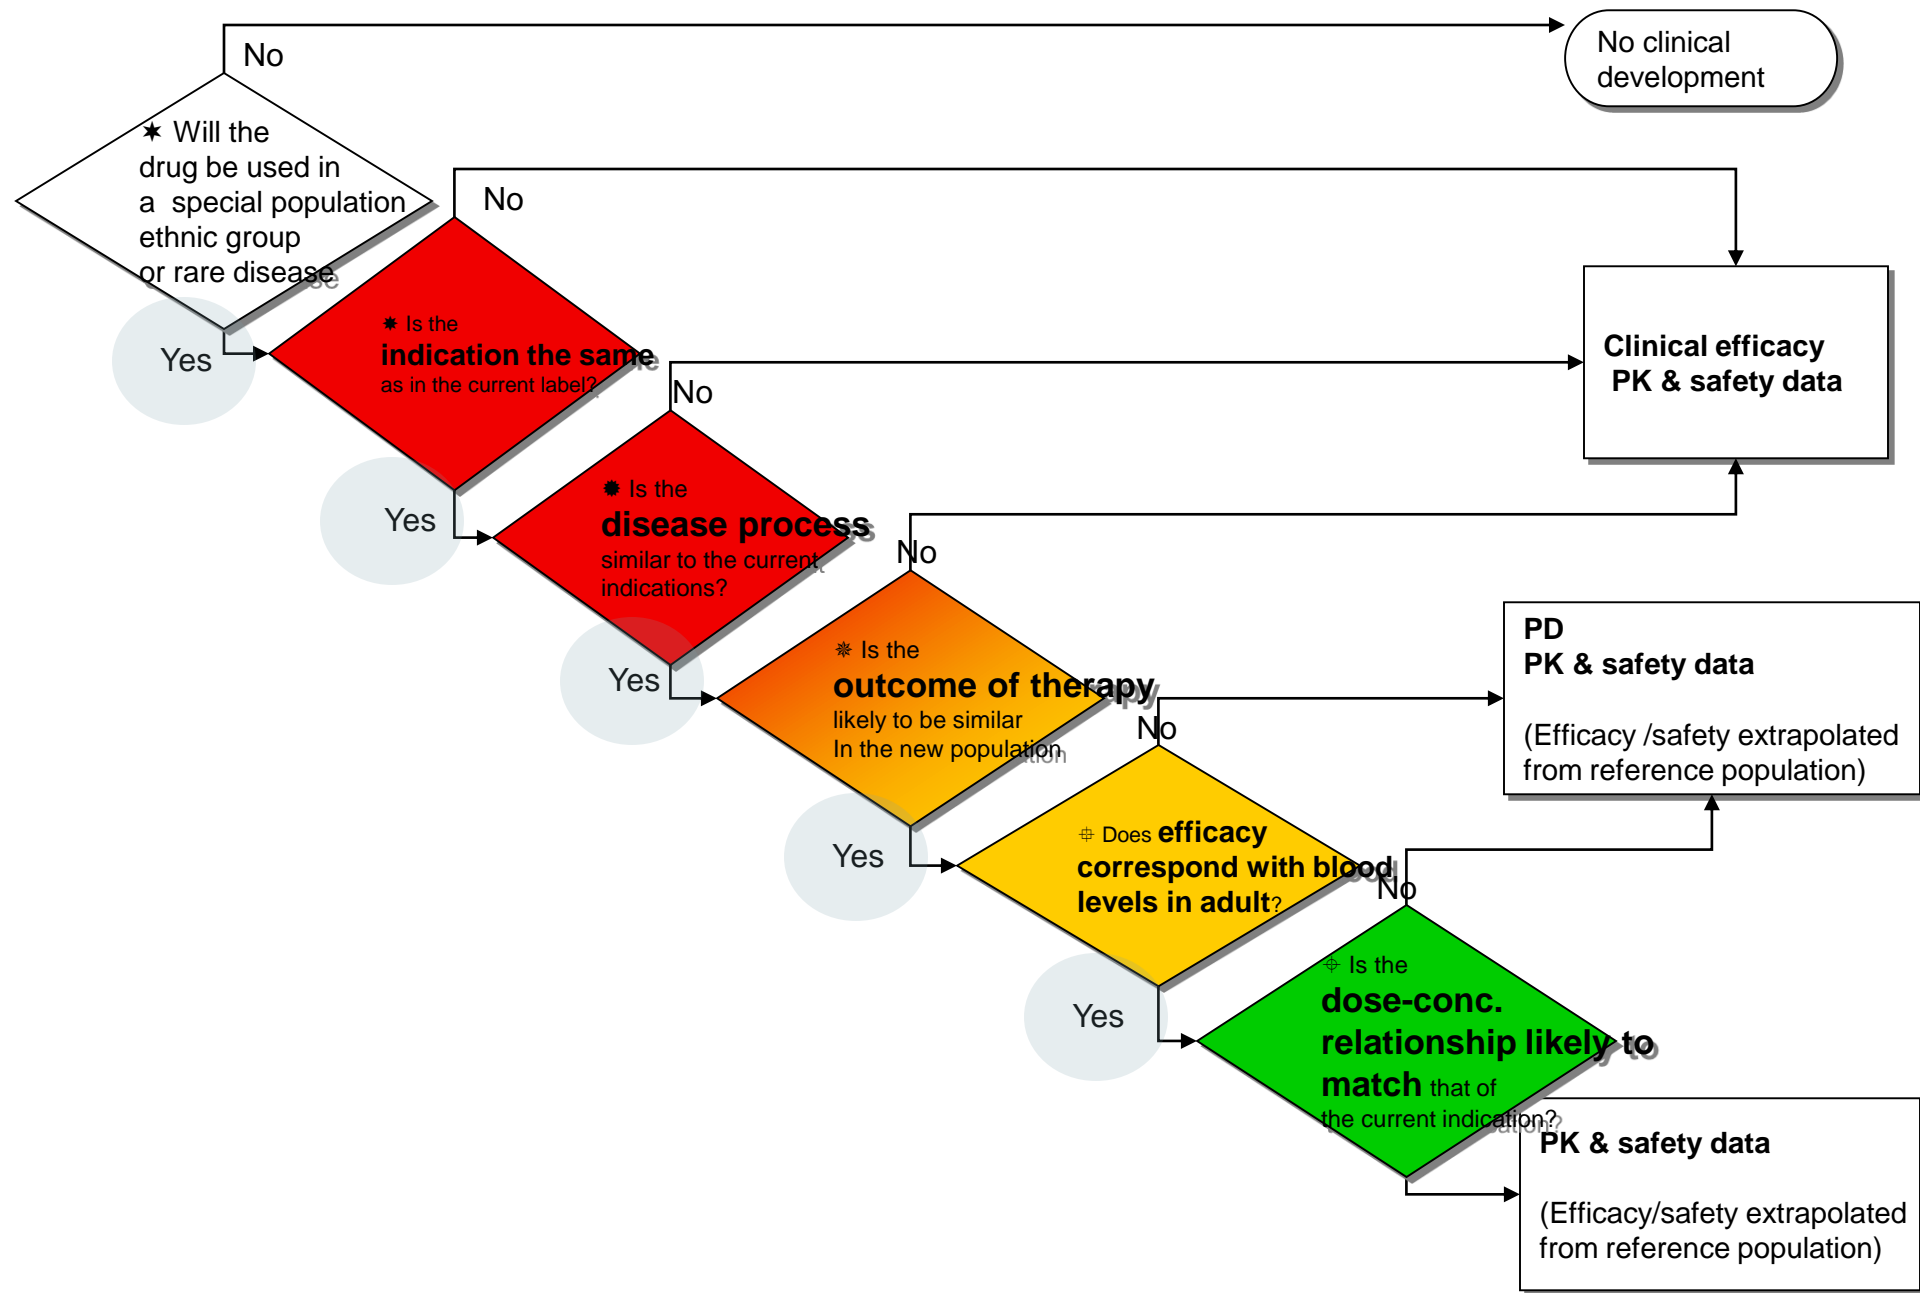 No
No clinical
development
✶ Will the
drug be used in
a special population
ethnic group
or rare disease
Yes
No
✷ Is the
indication the same
as in the current label?
Clinical efficacy
PK & safety data
Yes
No
✹ Is the
disease process
similar to the current
indications?
Yes
No
✵ Is the
outcome of therapy
likely to be similar
In the new population
PD
PK & safety data
(Efficacy /safety extrapolated
from reference population)
Yes
No
⌖ Does efficacy
correspond with blood
levels in adult?
Yes
No
⌖ Is the
dose-conc.
relationship likely to
match that of
the current indication?
PK & safety data
(Efficacy/safety extrapolated
from reference population)